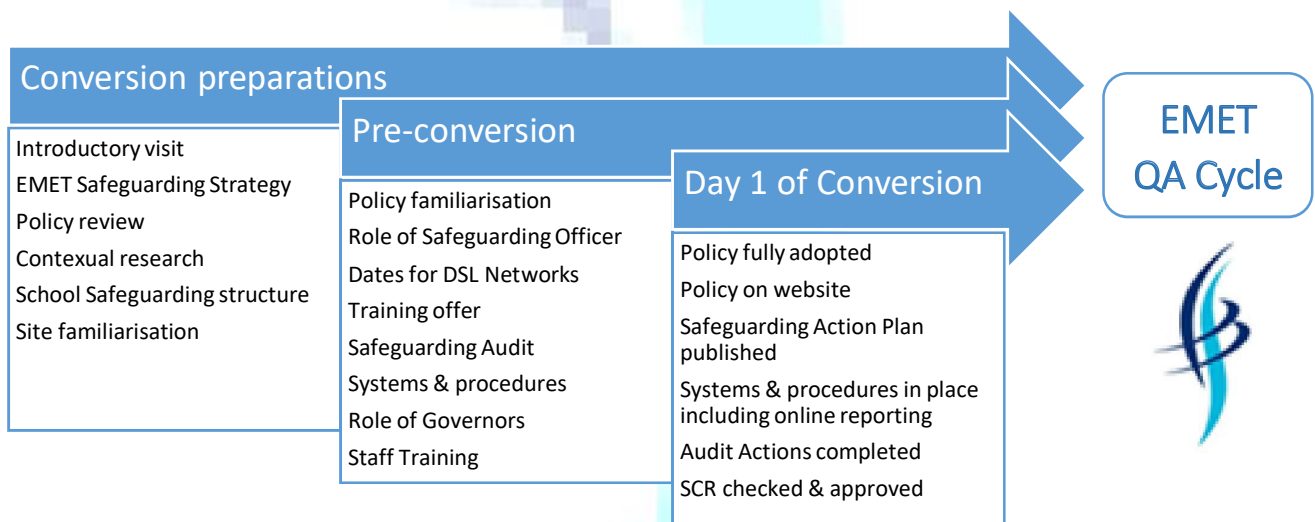 Conversion preparations
Introductory visit
EMET Safeguarding Strategy
Policy review
Contexual research
School Safeguarding structure
Site familiarisation
Pre-conversion
Policy familiarisation
Role of Safeguarding Officer
Dates for DSL Networks
Training offer
Safeguarding Audit
Systems & procedures
Role of Governors
Staff Training
Day 1 of Conversion
Policy fully adopted
Policy on website
Safeguarding Action Plan
published
Systems & procedures in place
including online reporting
Audit Actions completed
SCR checked & approved
EMET
QA Cycle